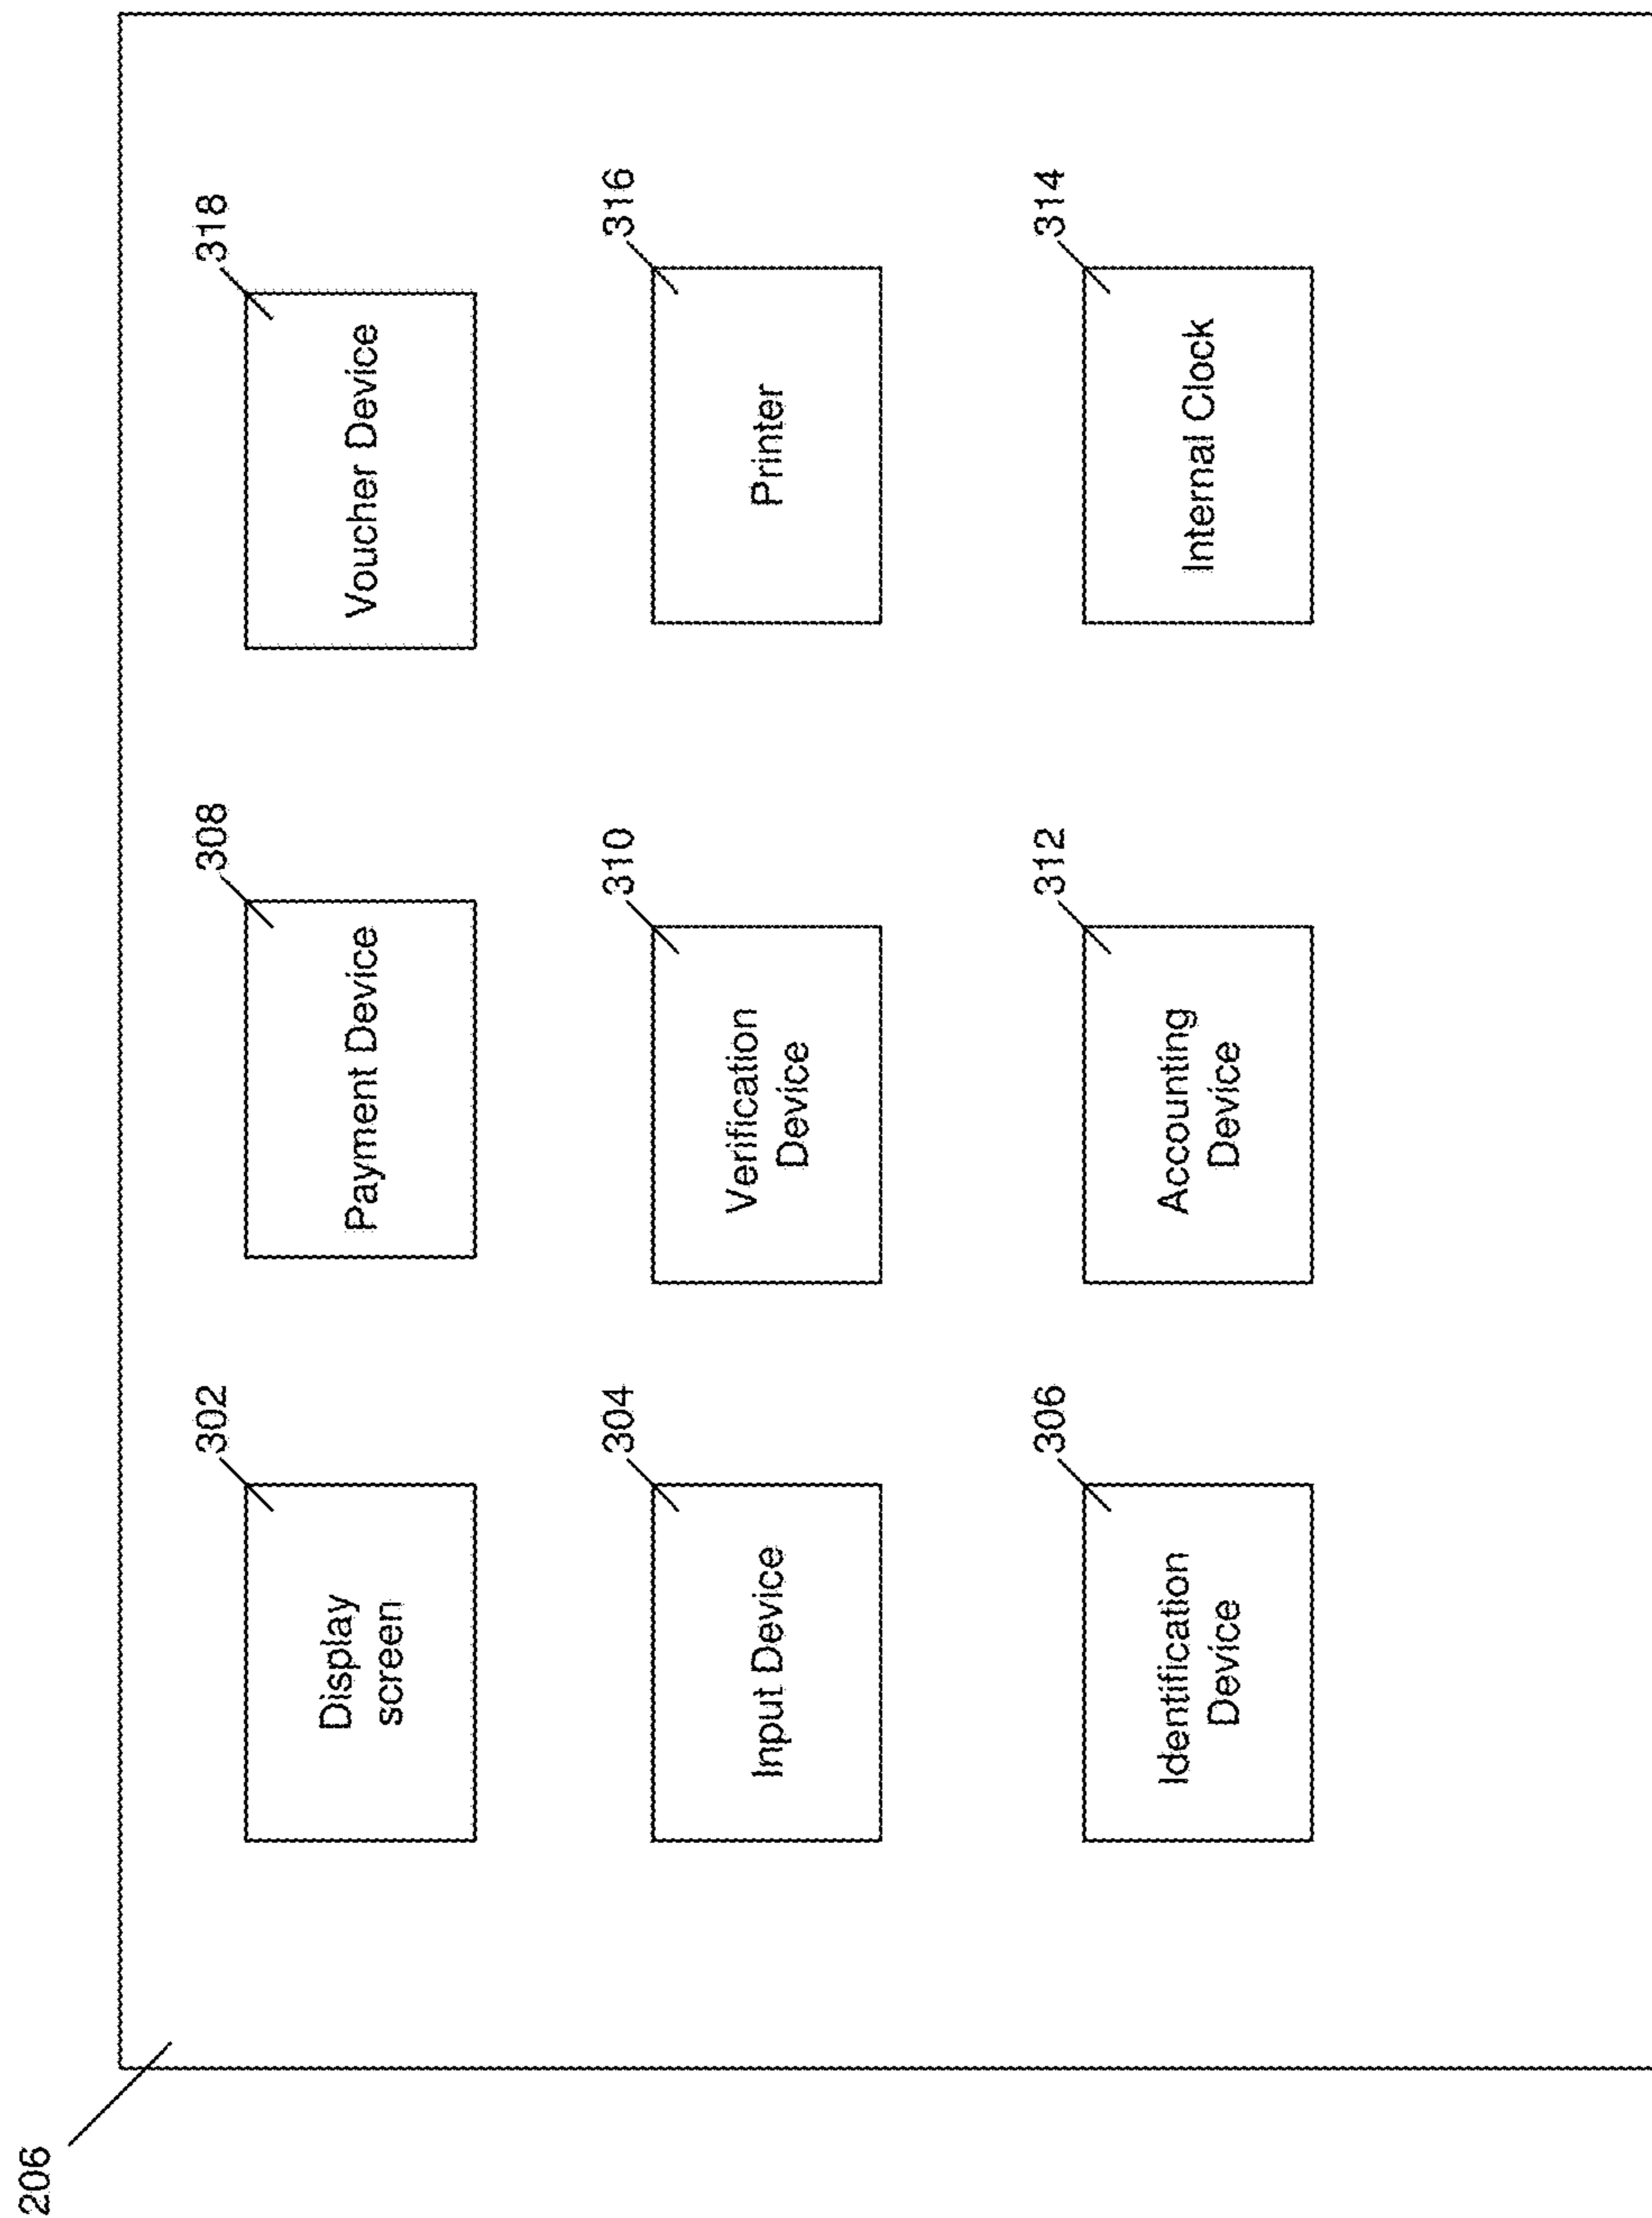 206
302
Display
screen
308
Payment Device
318
Voucher Device
304
Input Device
310
Verification
Device
316
Printer
306
Identification
Device
312
Accounting
Device
314
Internal Clock